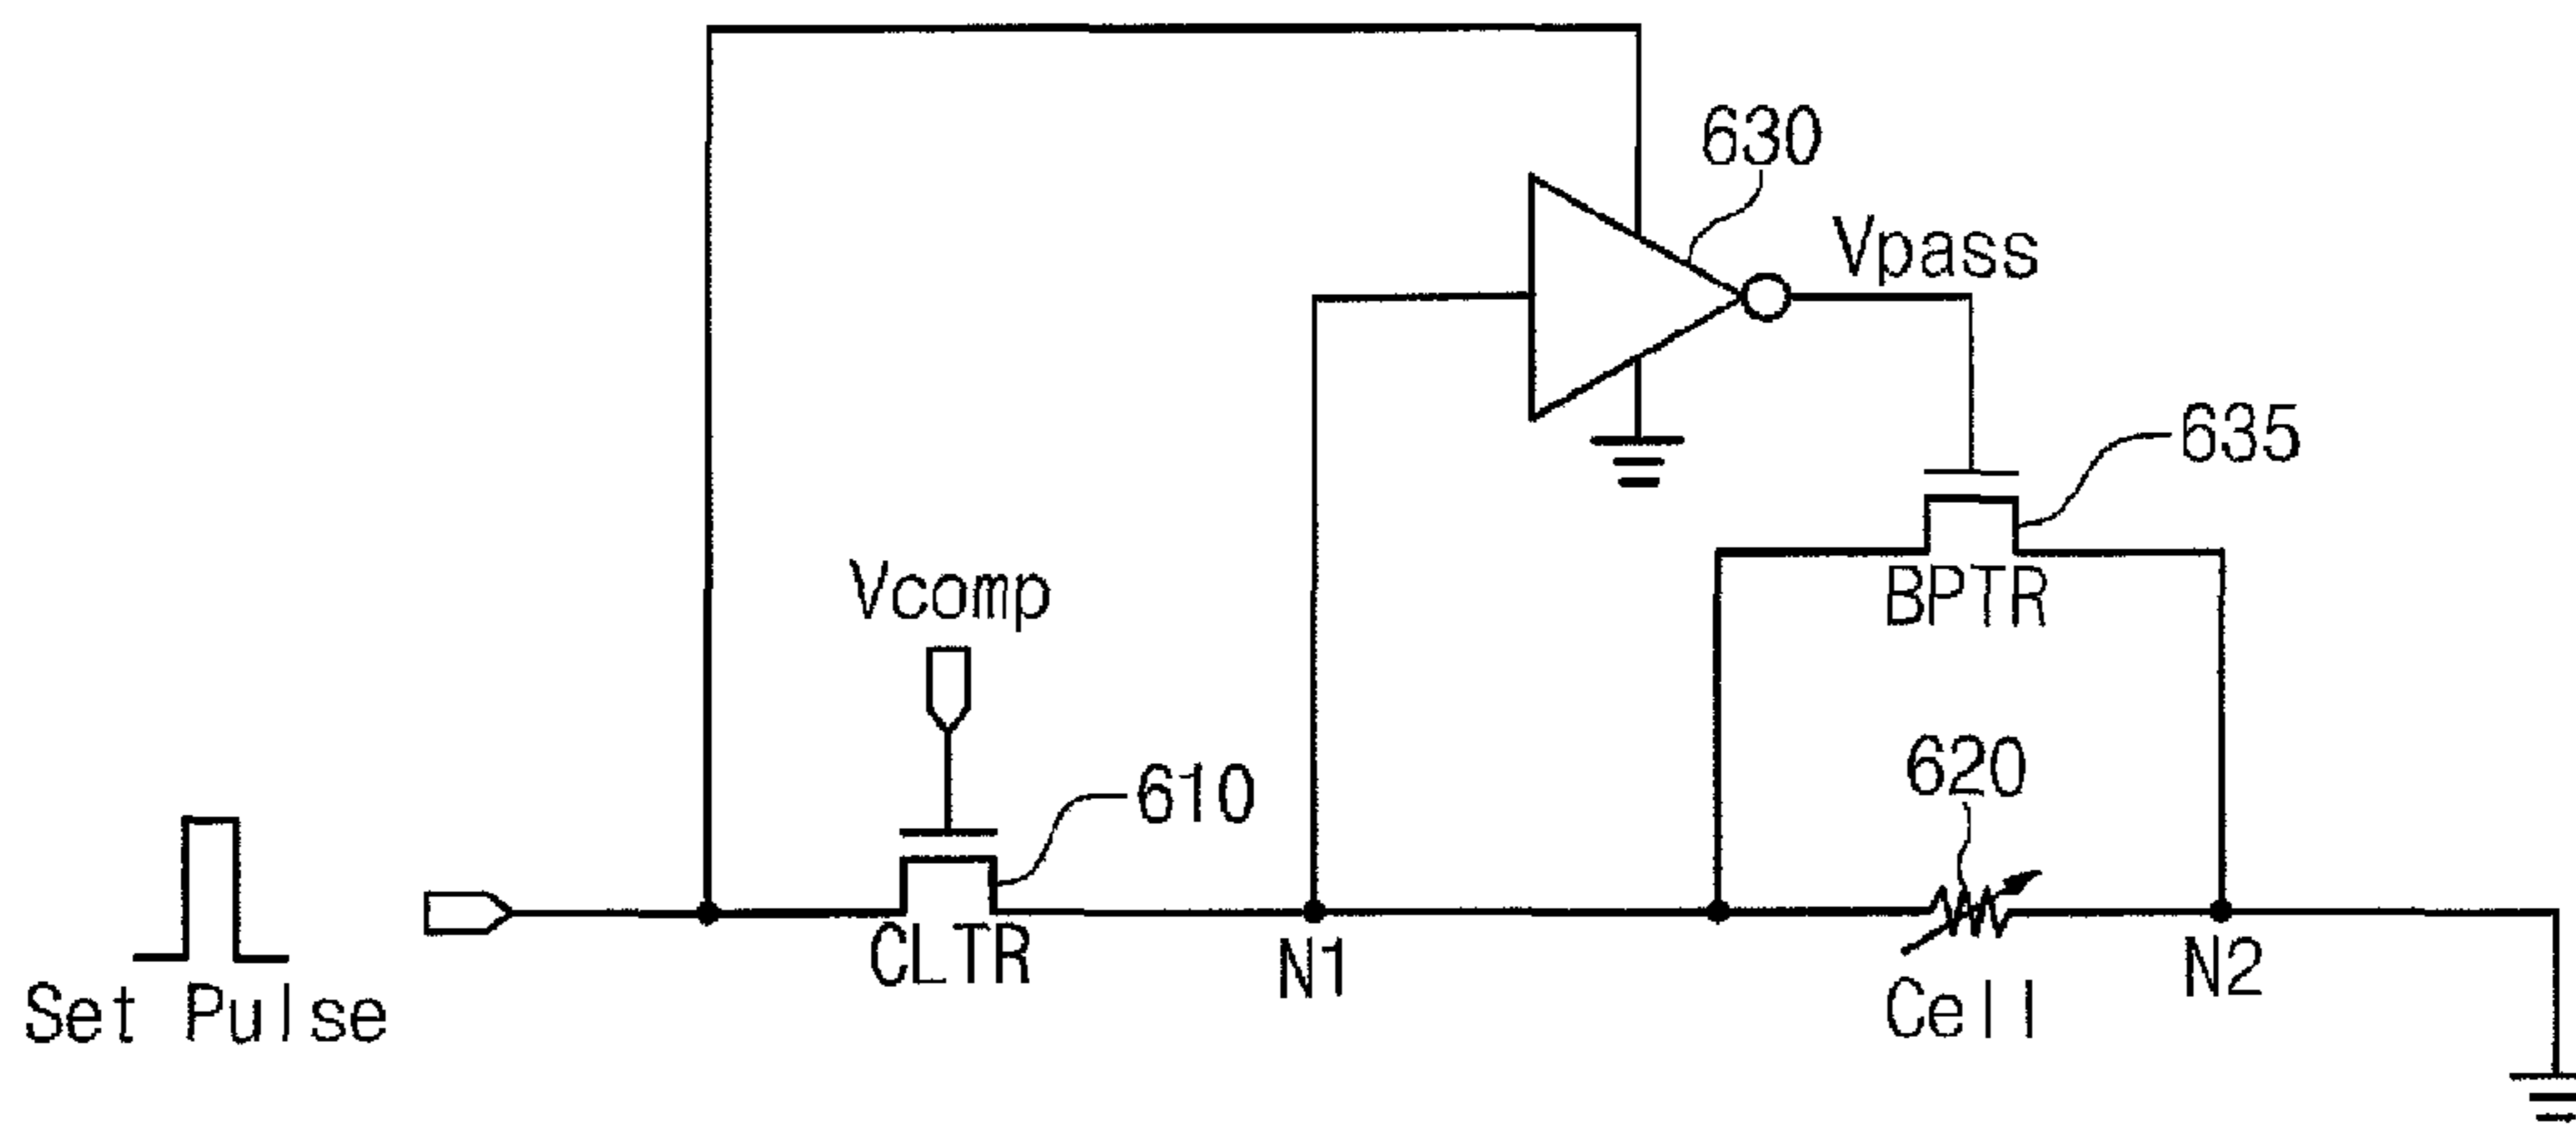 630
Vpass
635
BPTR
Vcomp
610
620
CLTR
N1
N2
Cell
Set Pulse